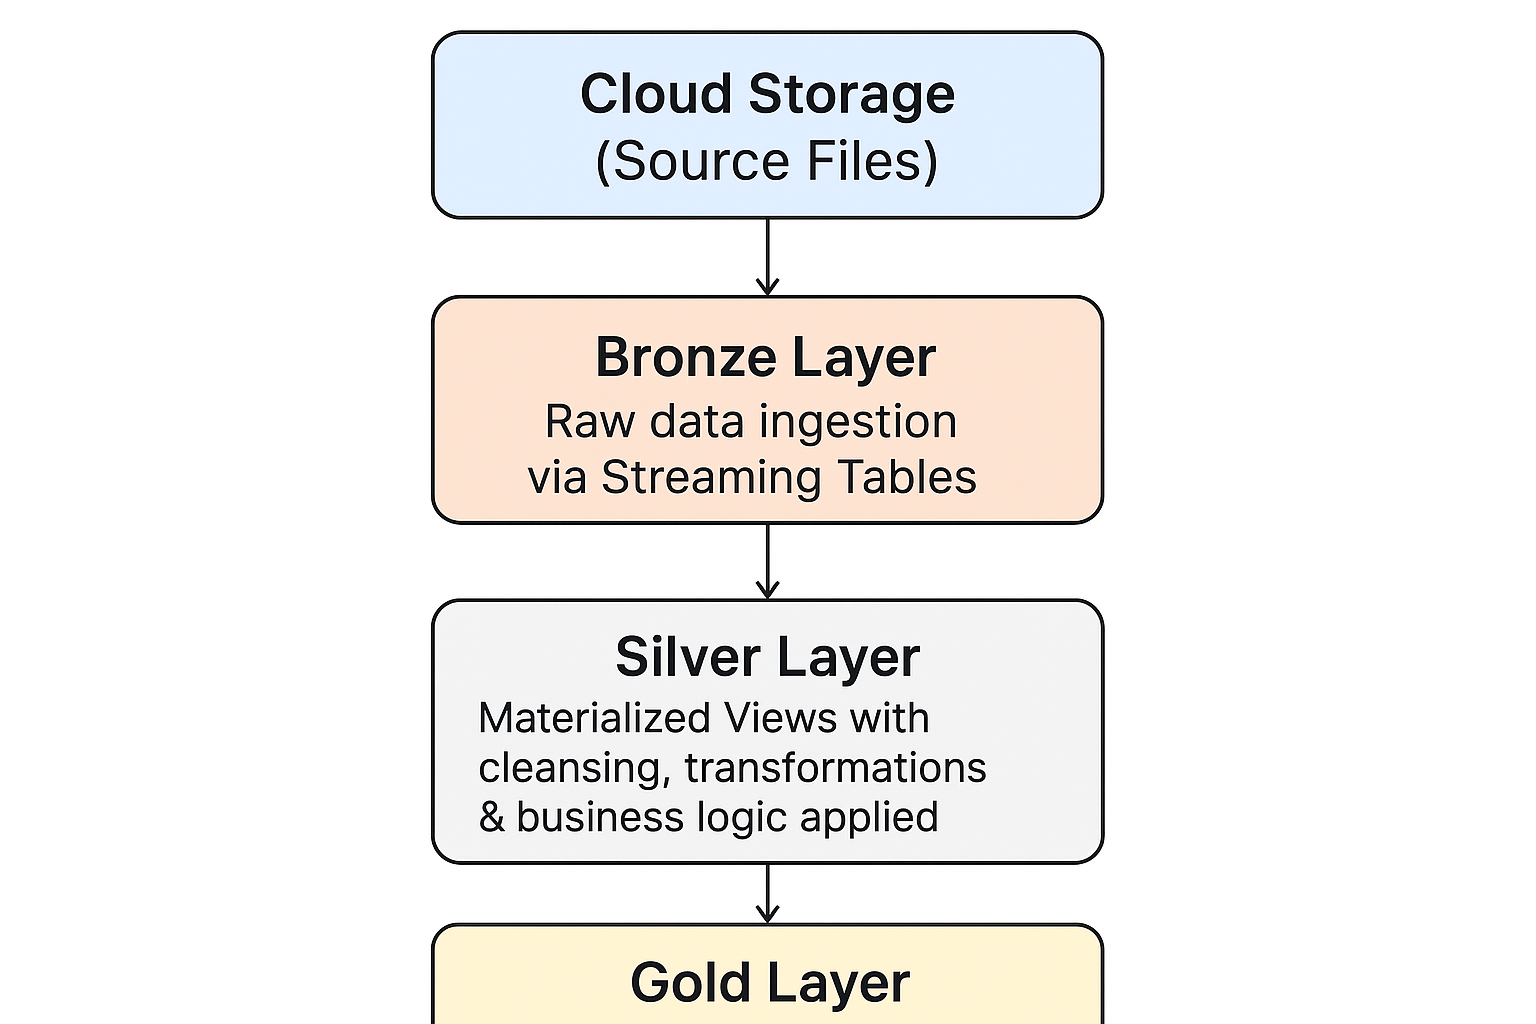 Cloud Storage
(Source Files)
Bronze Layer
Raw data ingestion
via Streaming Tables
Silver Layer
Materialized Views with
cleansing, transformations
& business logic applied
Gold Layer